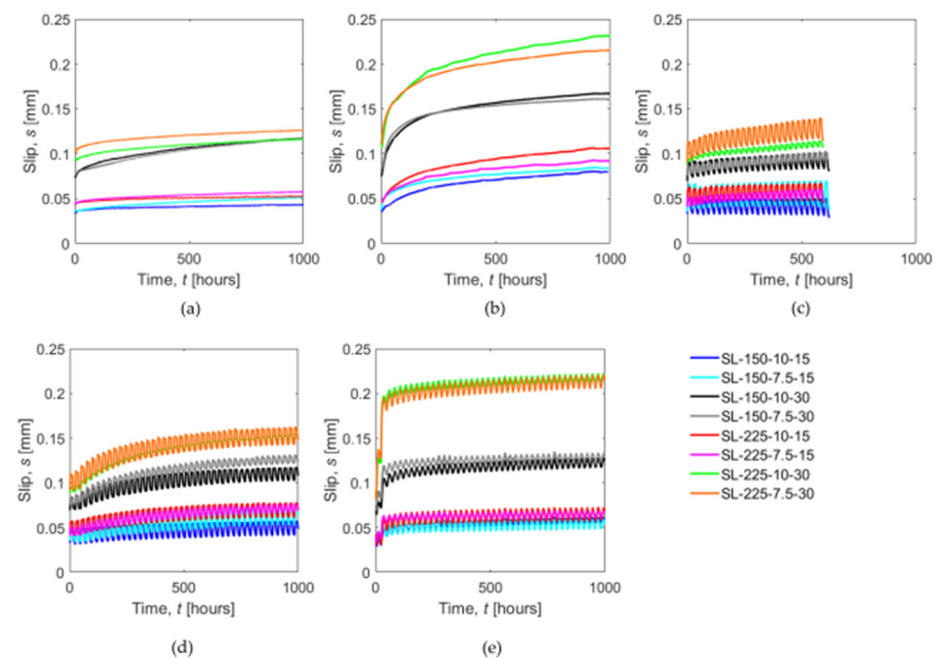 0.25 0.25 0.25
0.2 0.2 0.2
0.15 0.15 0.15
0.1 0.1 0.1
0.05 0.05 0.05
0 0 0
Slip, s [mm] Slip, s [mm] Slip, s [mm]
0 500 1000 0 500 1000 0 500 1000
Time, t [hours] Time, t [hours] Time, t [hours]
(a) (b) (c)
0.25 0.25
0.2 0.2
0.15 0.15
0.1 0.1
0.05 0.05
0 0
Slip, s [mm] Slip, s [mm]
0 500 1000 0 500 1000
Time, t [hours] Time, t [hours]
(d) (e)
SL-150-10-15
SL-150-7.5-15
SL-150-10-30
SL-150-7.5-30
SL-225-10-15
SL-225-7.5-15
SL-225-10-30
SL-225-7.5-30